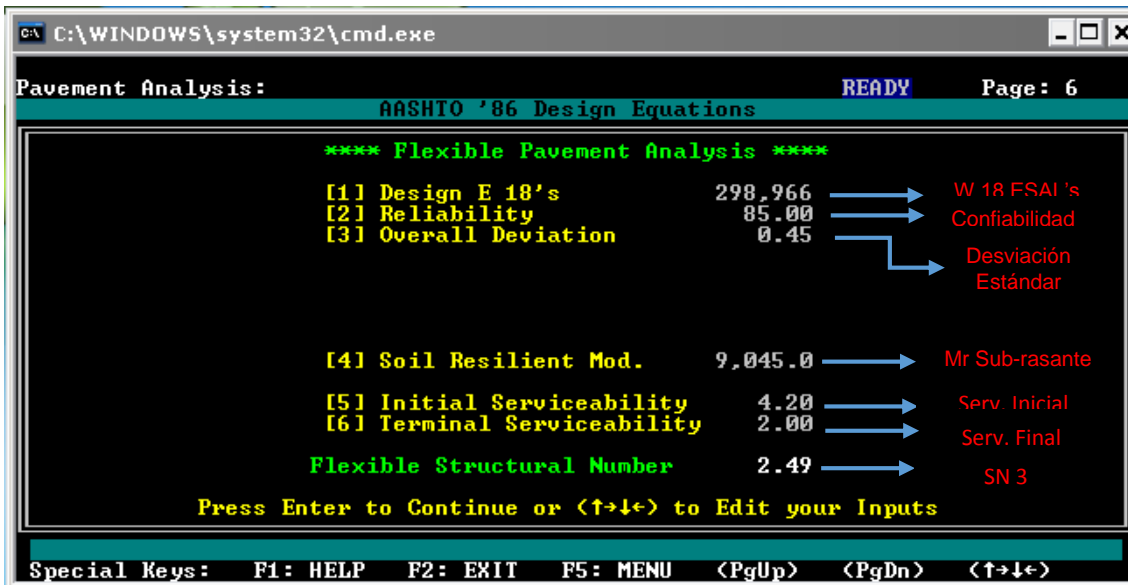 C:\WINDOWS\system32\cmd.exe
Pavement Analysis: READY Page: 6
AASHTO '86 Design Equations
**** Flexible Pavement Analysis ****
[1] Design E 18's 298,966 W 18 ESAL's
[2] Reliability 85.00 Confiabilidad
[3] Overall Deviation 0.45
Desviación
Estándar
[4] Soil Resilient Mod. 9,045.0 Mr Sub-rasante
[5] Initial Serviceability 4.20 Serv. Inicial
[6] Terminal Serviceability 2.00 Serv. Final
Flexible Structural Number 2.49 SN 3
Press Enter to Continue or (↑→↓←) to Edit your Inputs
Special Keys: F1: HELP F2: EXIT F5: MENU (PgUp) (PgDn) (↑→↓←)